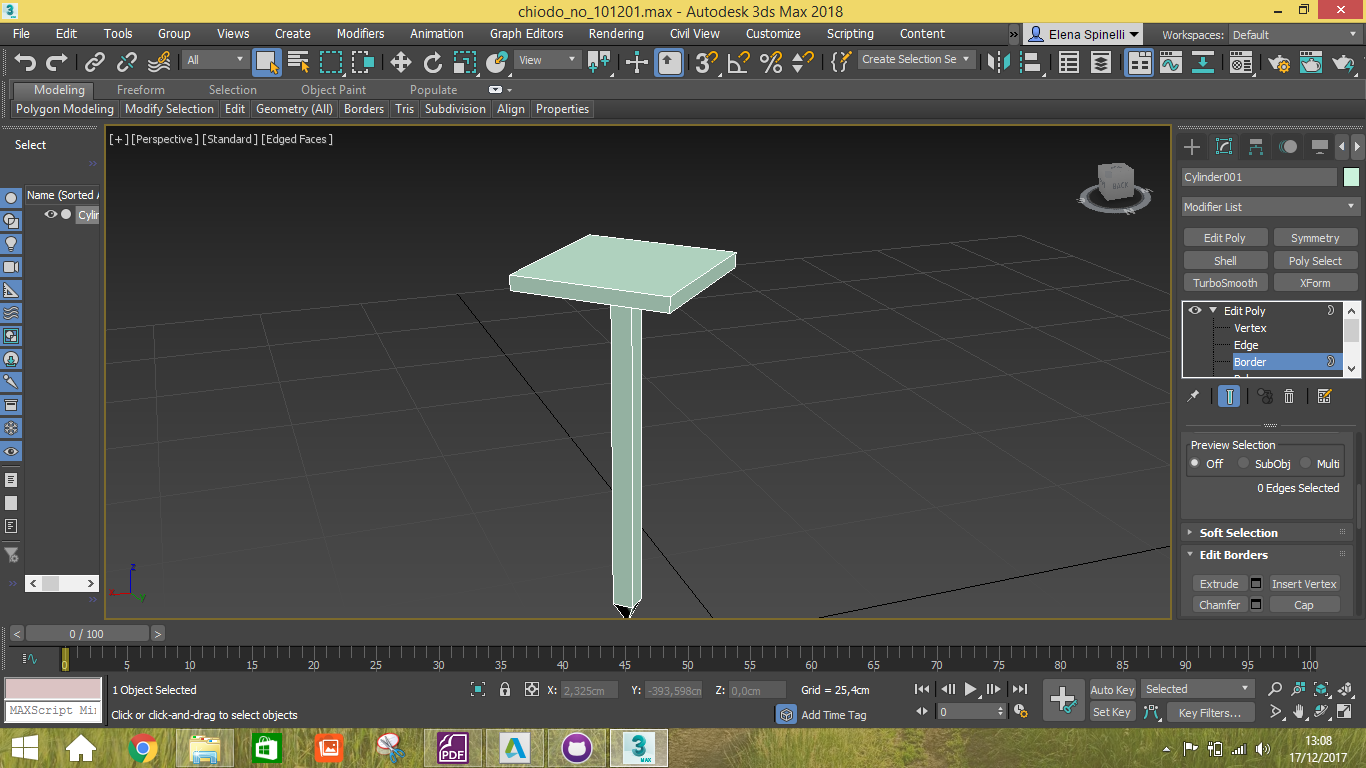 chiodo_no_101201.max - Autodesk 3ds Max 2018
File Edit Tools Group Views Create Modifiers Animation Graph Editors Rendering Civil View Customize Scripting Content » Elena Spinelli Workspaces: Default
All View Create Selection Se
Modeling Freeform Selection Object Paint Populate
Polygon Modeling Modify Selection Edit Geometry (All) Borders Tris Subdivision Align Properties
Select
[+] [Perspective] [Standard] [Edged Faces]
BACK
Name (Sorted A
Cylin
Cylinder001
Modifier List
Edit Poly Symmetry
Shell Poly Select
TurboSmooth XForm
Edit Poly
Vertex
Edge
Border
Preview Selection
Off SubObj Multi
0 Edges Selected
Soft Selection
Edit Borders
Extrude Insert Vertex
Chamfer Cap
z
x
y
< 0 / 100 >
0 5 10 15 20 25 30 35 40 45 50 55 60 65 70 75 80 85 90 95 100
1 Object Selected X: 2,325cm Y: -393,598cm Z: 0,0cm Grid = 25,4cm Auto Key Selected
MAXScript Min
Click or click-and-drag to select objects Add Time Tag 0 Set Key Key Filters...
PDF
3
MAX
13:08
17/12/2017